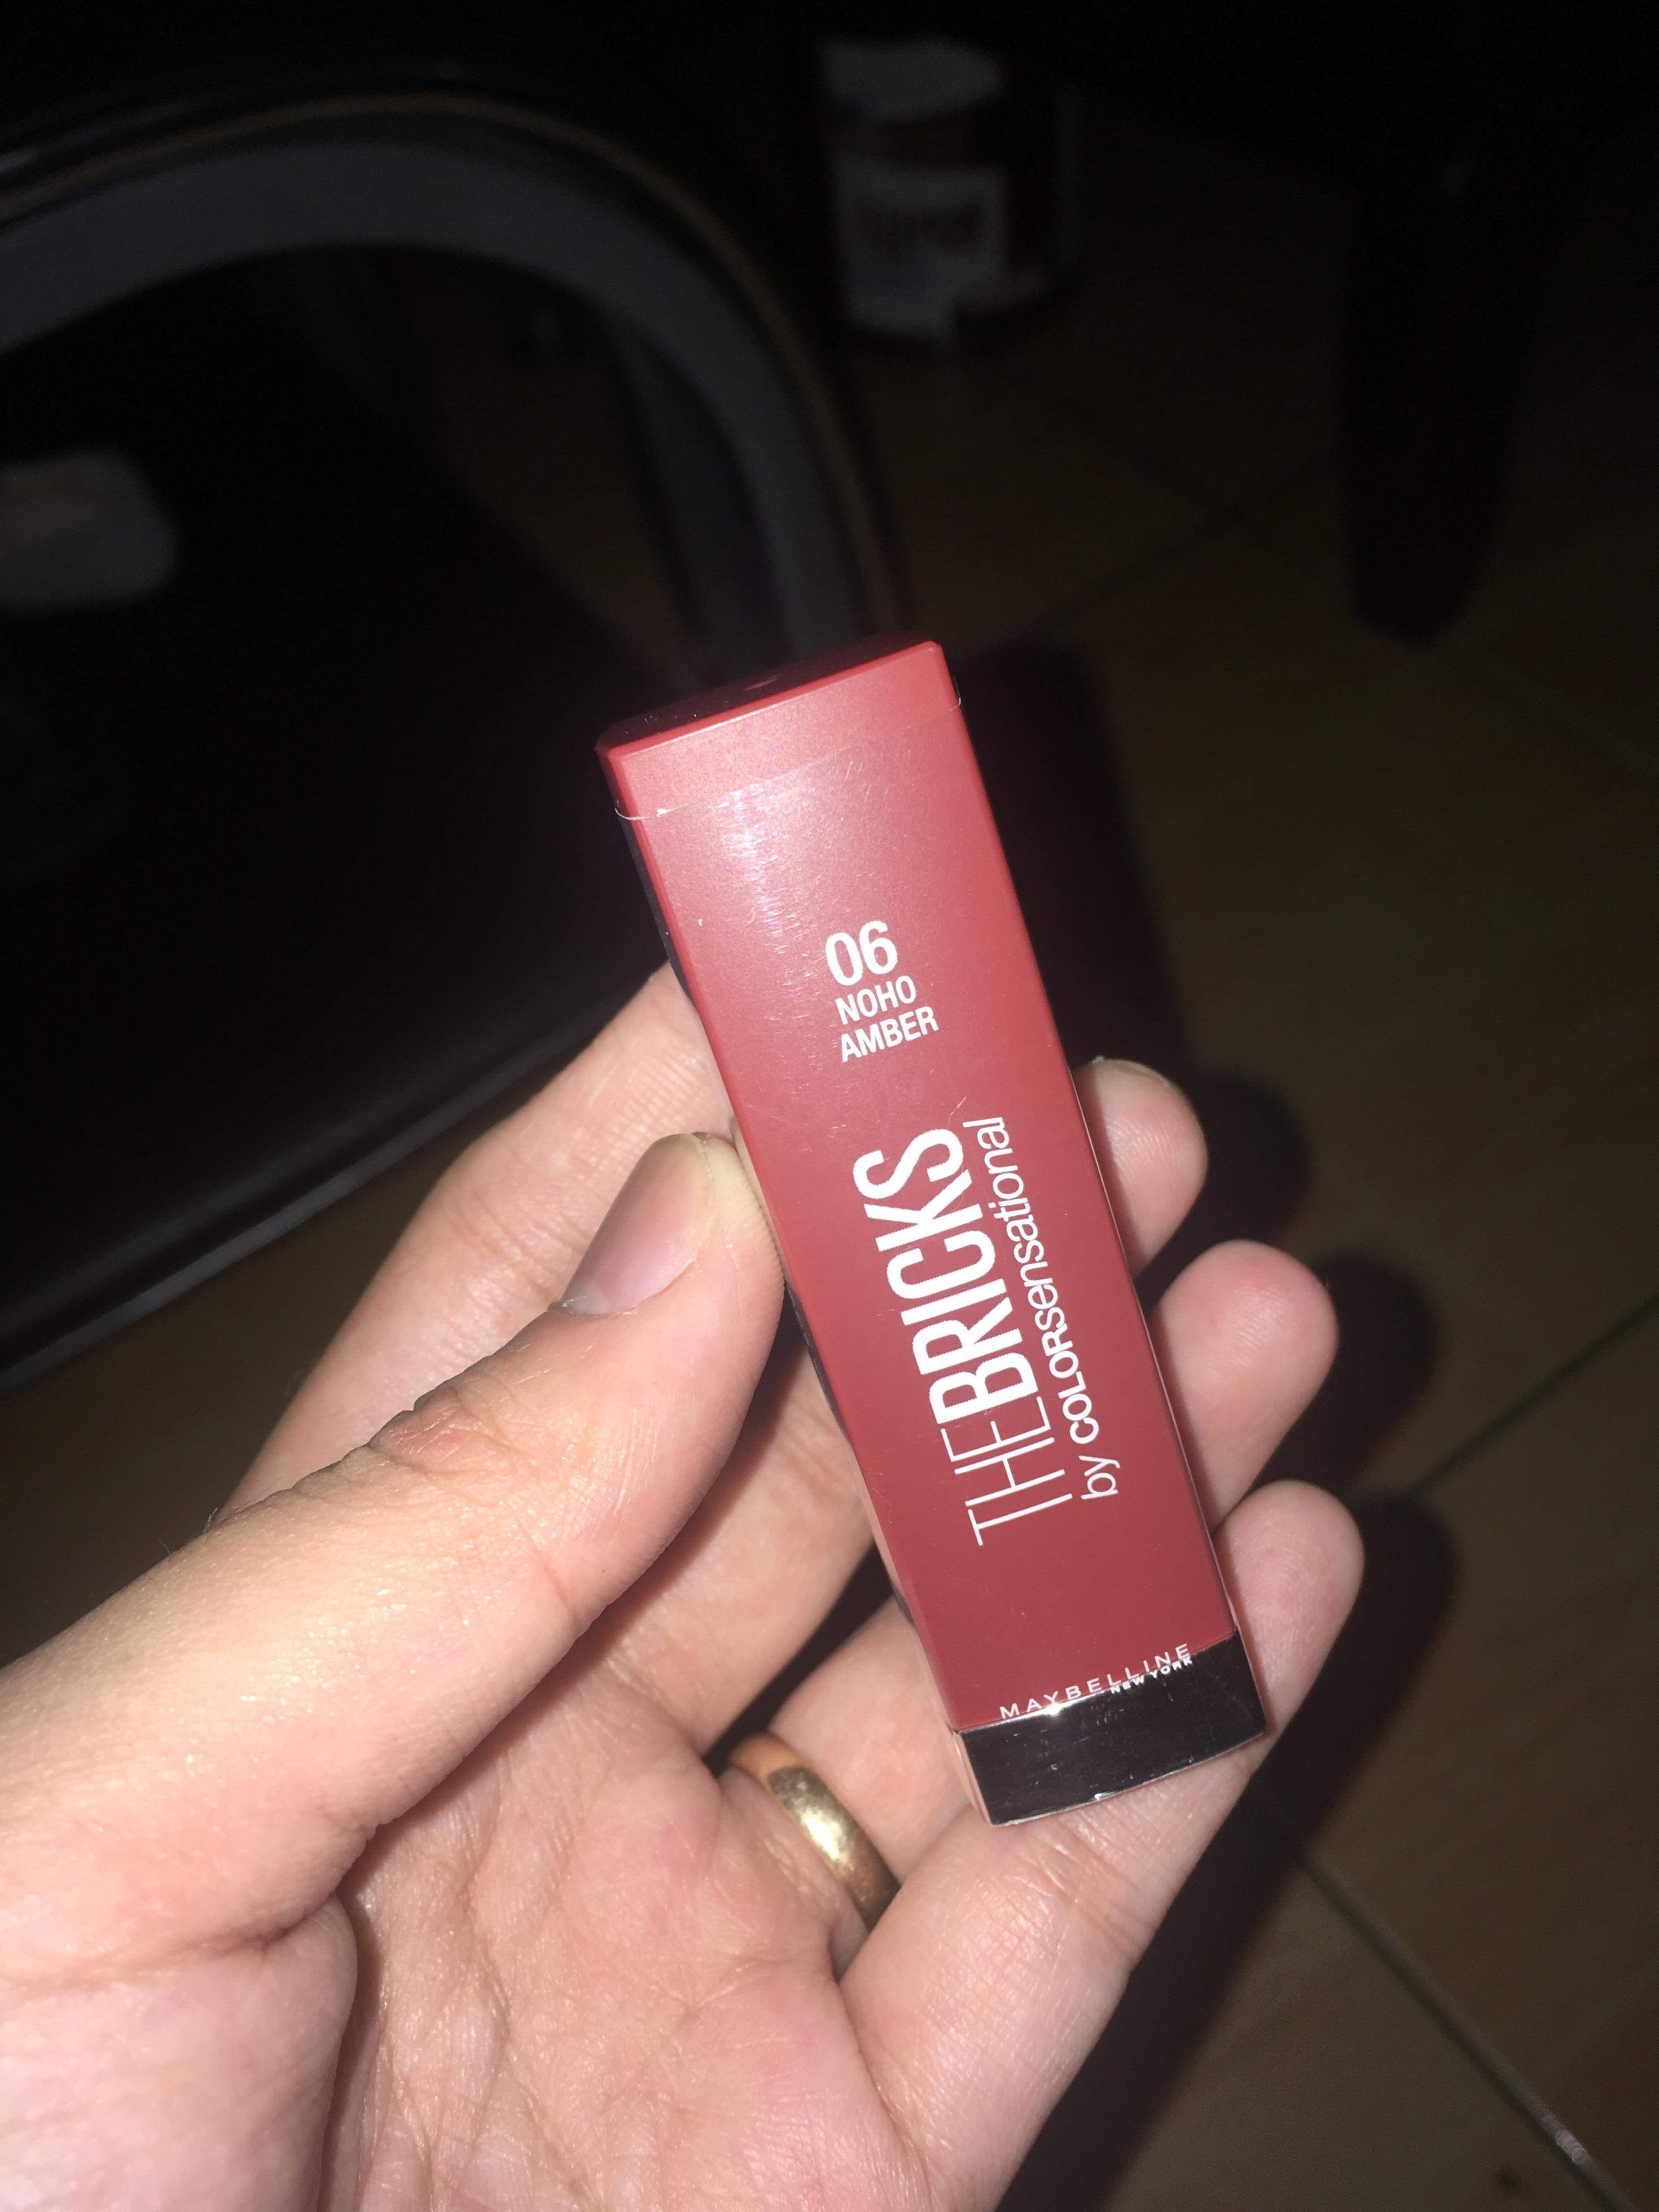 06
NOHO
AMBER
THEBRICKS
by COLORsensational
MAYBELLINE
NEW YORK